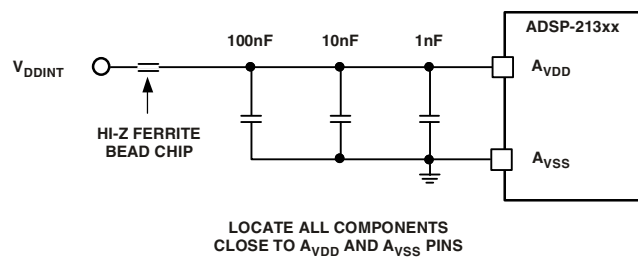 ADSP-213xx
100nF 10nF 1nF
VDDINT
AVDD
HI-Z FERRITE
BEAD CHIP
AVSS
LOCATE ALL COMPONENTS
CLOSE TO AVDD AND AVSS PINS